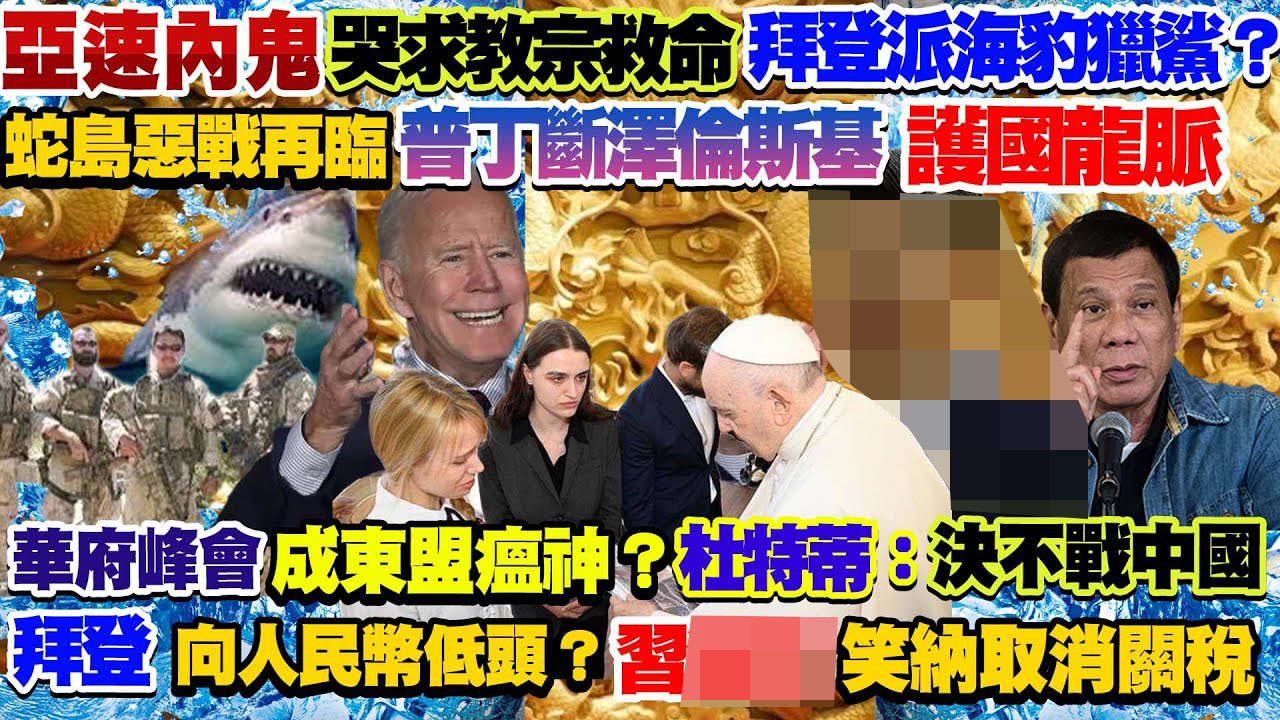 亞速內鬼 哭求教宗救命 拜登派海豹獵鯊？
蛇島惡戰再臨 普丁斷澤倫斯基 護國龍脈
華府峰會 成東盟瘟神？杜特蒂：決不戰中國
拜登 向人民幣低頭？習 笑納取消關稅